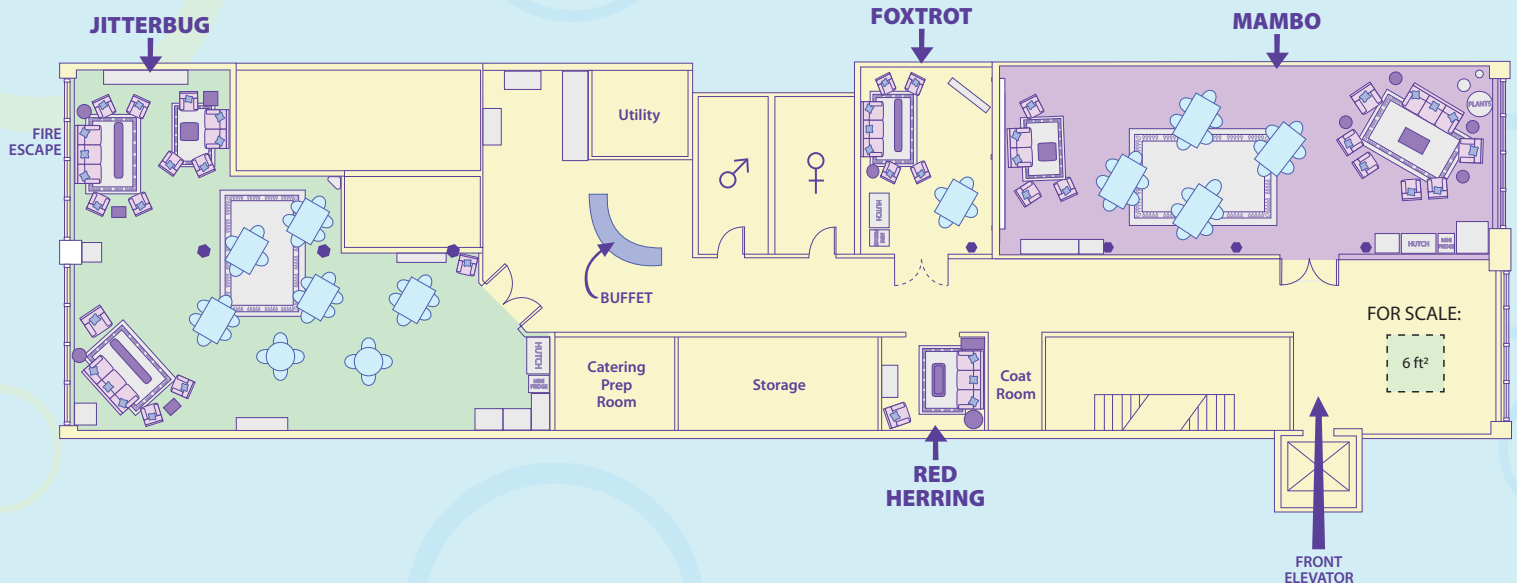 JITTERBUG
FOXTROT
MAMBO
FIRE
ESCAPE
Utility
PLANTS
HUTCH
MINI
FRIDGE
HUTCH
MINI
FRIDGE
BUFFET
FOR SCALE:
6 ft²
HUTCH
MINI
FRIDGE
Catering
Prep
Room
Storage
Coat
Room
RED
HERRING
FRONT
ELEVATOR